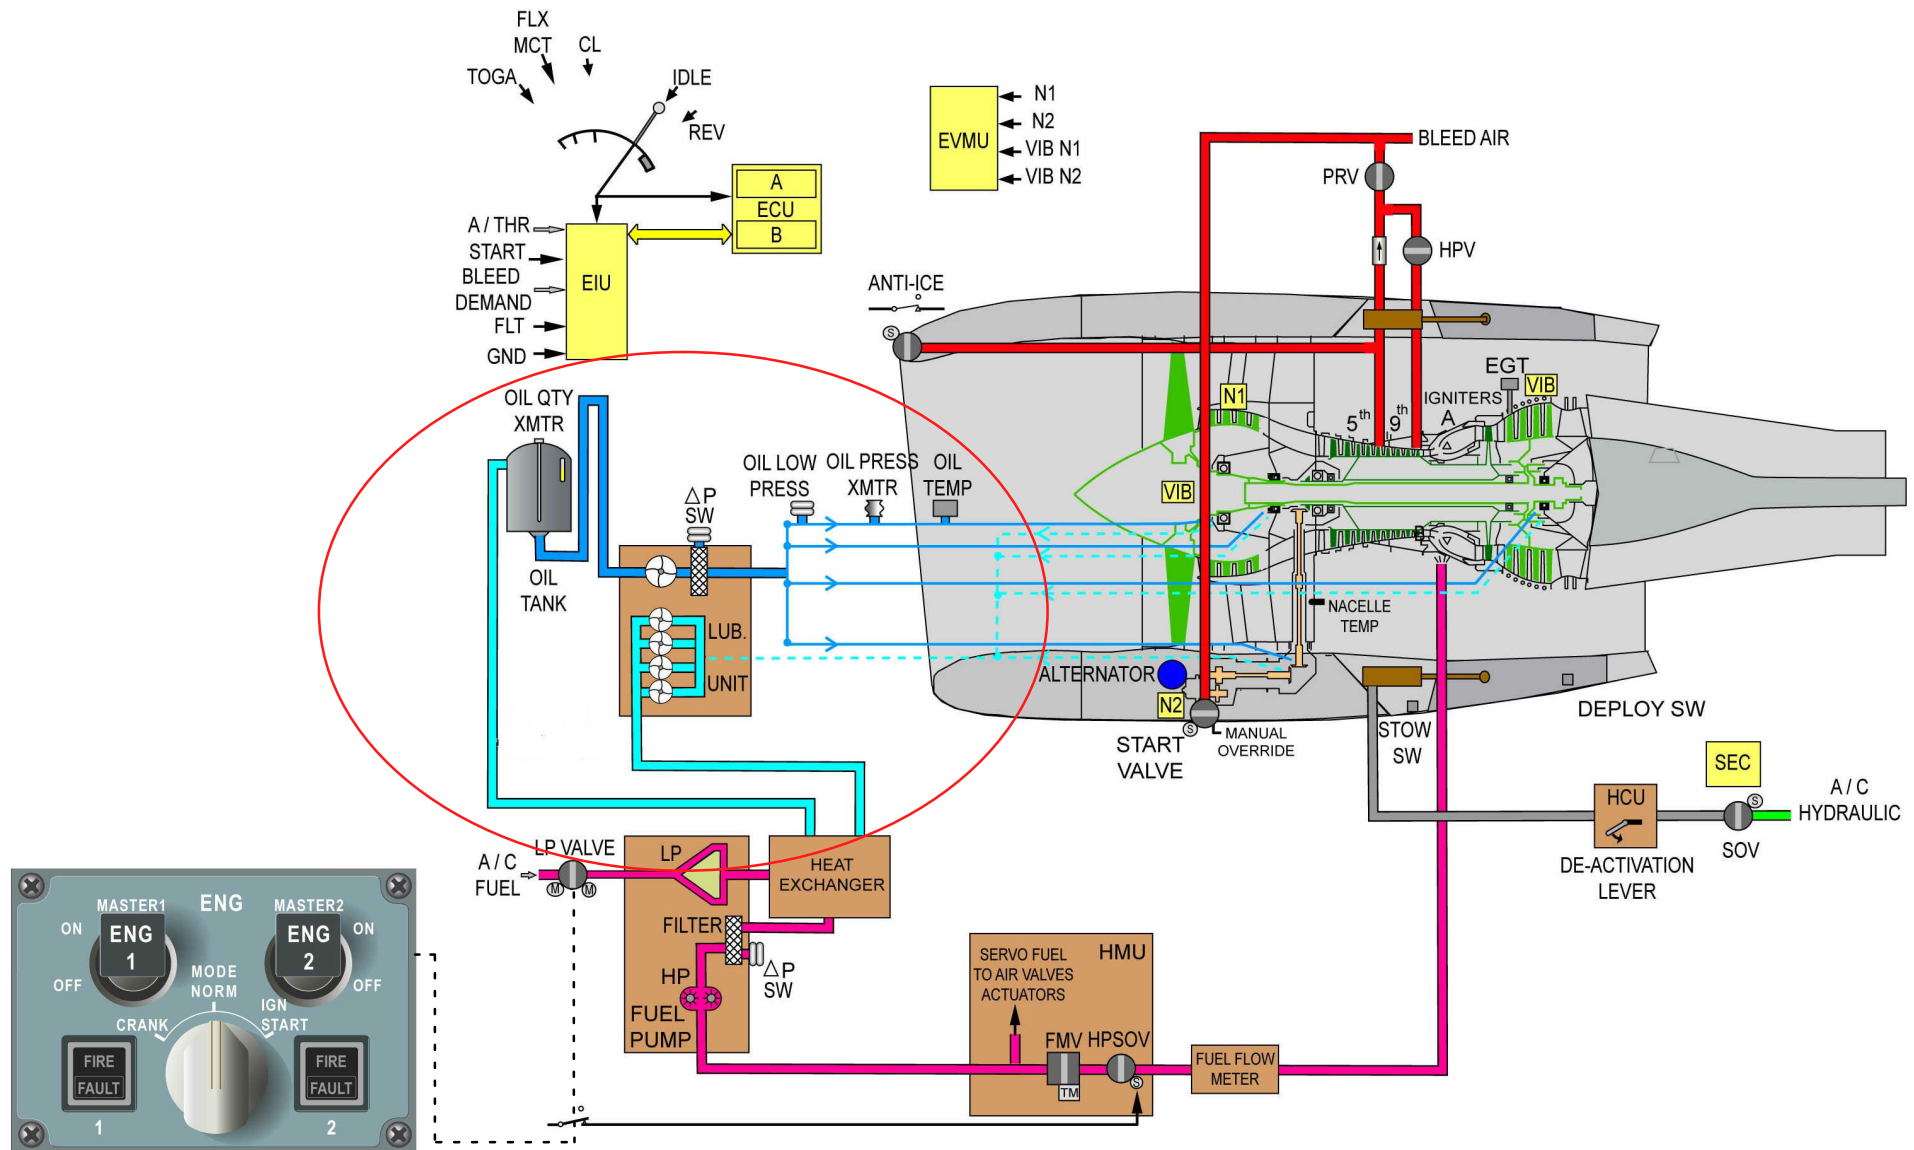 FLX
MCT
CL
TOGA
IDLE
REV
A
ECU
B
A / THR
START
BLEED
DEMAND
FLT
GND
EIU
EVMU
N1
N2
VIB N1
VIB N2
BLEED AIR
PRV
HPV
ANTI-ICE
S
EGT
VIB
N1
IGNITERS
5th
9th
A
VIB
B
OIL QTY
XMTR
OIL
TANK
ΔP
SW
OIL LOW
PRESS
OIL PRESS
XMTR
OIL
TEMP
LUB.
UNIT
NACELLE
TEMP
ALTERNATOR
N2
S
START
VALVE
L MANUAL
OVERRIDE
STOW
SW
DEPLOY SW
SEC
S
HCU
A / C
HYDRAULIC
SOV
DE-ACTIVATION
LEVER
LP VALVE
A / C
FUEL
M
M
LP
HEAT
EXCHANGER
FILTER
ΔP
SW
HP
FUEL
PUMP
SERVO FUEL
TO AIR VALVES
ACTUATORS
HMU
FMV
HPSOV
TM
S
FUEL FLOW
METER
MASTER1
ENG
MASTER2
ON
ENG
1
ENG
2
ON
OFF
MODE
NORM
OFF
CRANK
IGN
START
FIRE
FAULT
FIRE
FAULT
1
2